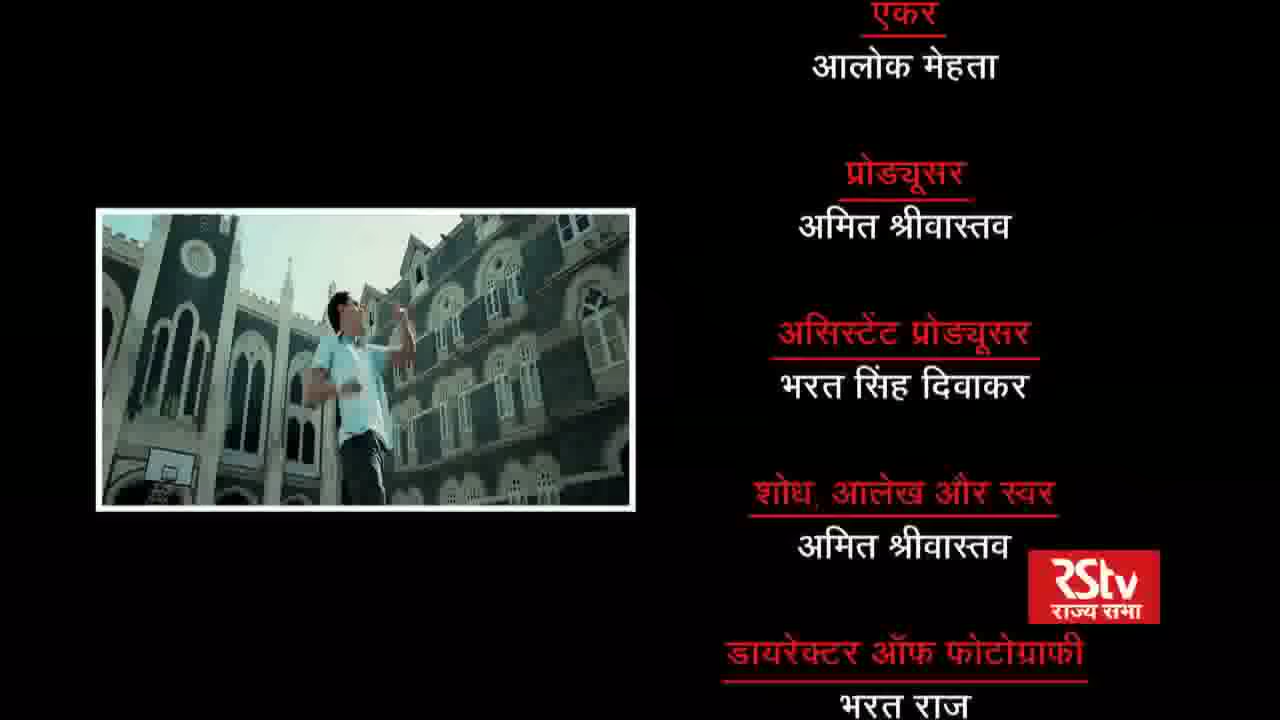 एंकर
आलोक मेहता
प्रोड्यूसर
अमित श्रीवास्तव
असिस्टेंट प्रोड्यूसर
भरत सिंह दिवाकर
शोध, आलेख और स्वर
अमित श्रीवास्तव
RStv
राज्य सभा
डायरेक्टर ऑफ फोटोग्राफी
भरत राज